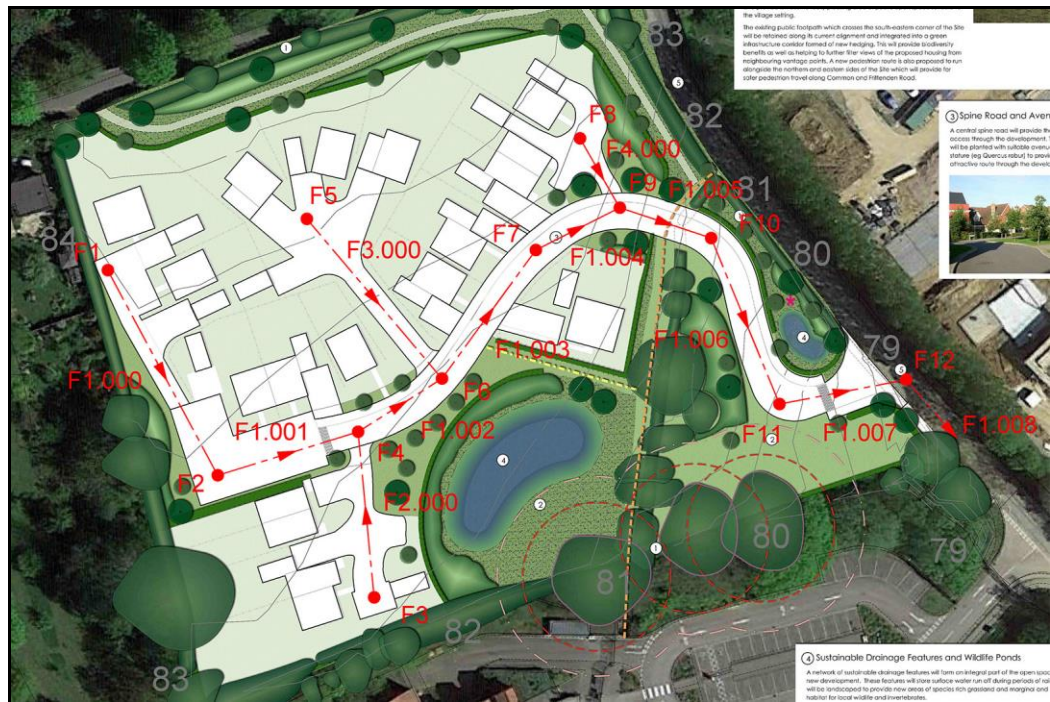 the village setting.
The existing public footpath which crosses the south-eastern corner of the Site
will be retained along its current alignment and integrated into a green
infrastructure corridor formed of new hedging. This will provide biodiversity
benefits as well as helping to further filter views of the proposed housing from
neighbouring vantage points. A new pedestrian route is also proposed to run
alongside the northern and eastern sides of the Site which will provide for
safer pedestrian travel along Common and Frittenden Road.
3 Spine Road and Aven
A central spine road will provide the
access through the development.
will be planted with suitable avenu
stature (eg Quercus robur) to provi
attractive route through the develo
1
83
5
82
F8
F4.000
F9
F1.005
81
F10
F5
F7
3
84
F1
F3.000
F1.004
80
*
4
79
F1.006
F1.003
5
F12
F1.000
F6
F1.001
F1.002
F4
F11
F1.007
F1.008
2
F2
4
F2.000
2
80
1
79
81
F3
82
83
4 Sustainable Drainage Features and Wildlife Ponds
A network of sustainable drainage features will form an integral part of the open spac
new development. These features will store surface water run off during periods of rai
will be landscaped to provide new areas of species rich grassland and marginal and
habitat for local wildlife and invertebrates.